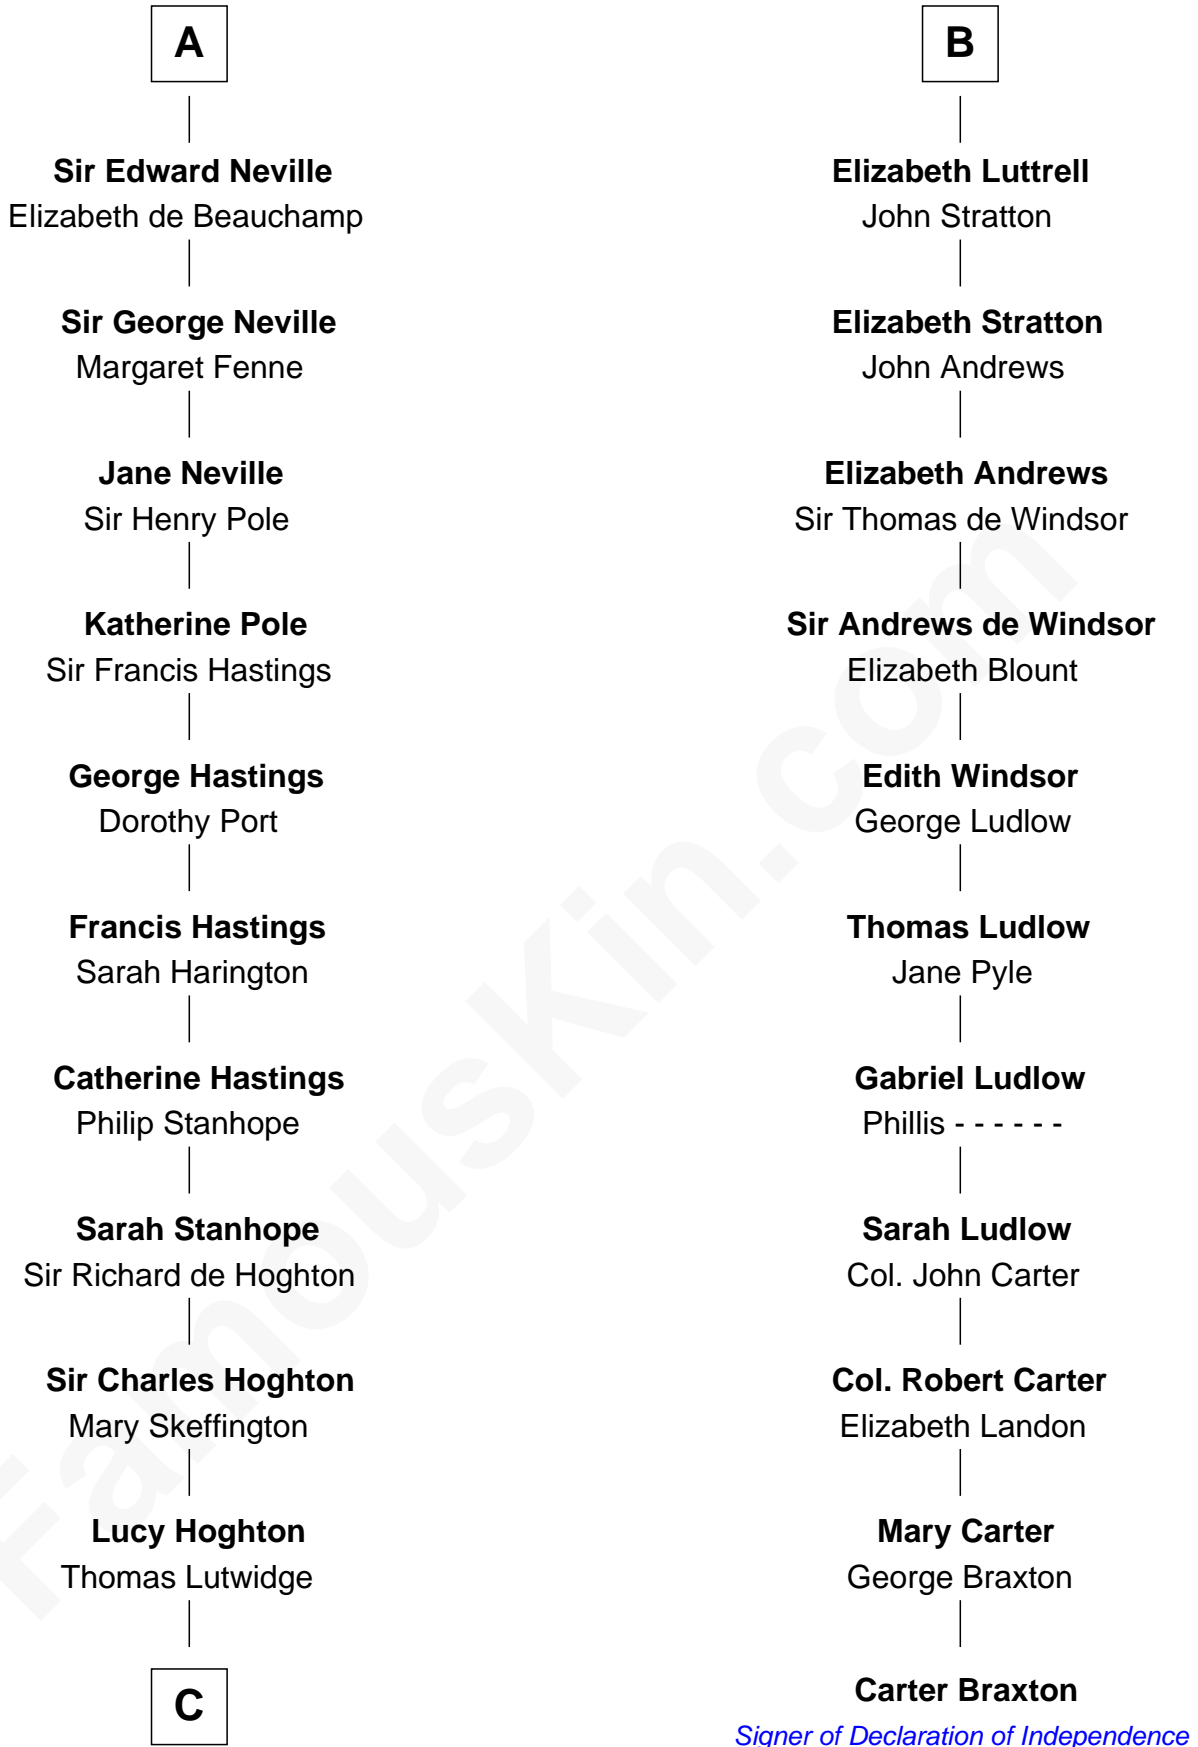 A
Sir Edward Neville
Elizabeth de Beauchamp
Sir George Neville
Margaret Fenne
Jane Neville
Sir Henry Pole
Katherine Pole
Sir Francis Hastings
George Hastings
Dorothy Port
Francis Hastings
Sarah Harington
Catherine Hastings
Philip Stanhope
Sarah Stanhope
Sir Richard de Hoghton
Sir Charles Hoghton
Mary Skeffington
Lucy Hoghton
Thomas Lutwidge
C
B
Elizabeth Luttrell
John Stratton
Elizabeth Stratton
John Andrews
Elizabeth Andrews
Sir Thomas de Windsor
Sir Andrews de Windsor
Elizabeth Blount
Edith Windsor
George Ludlow
Thomas Ludlow
Jane Pyle
Gabriel Ludlow
Phillis - - - - - -
Sarah Ludlow
Col. John Carter
Col. Robert Carter
Elizabeth Landon
Mary Carter
George Braxton
Carter Braxton
Signer of Declaration of Independence
FamousKin.com